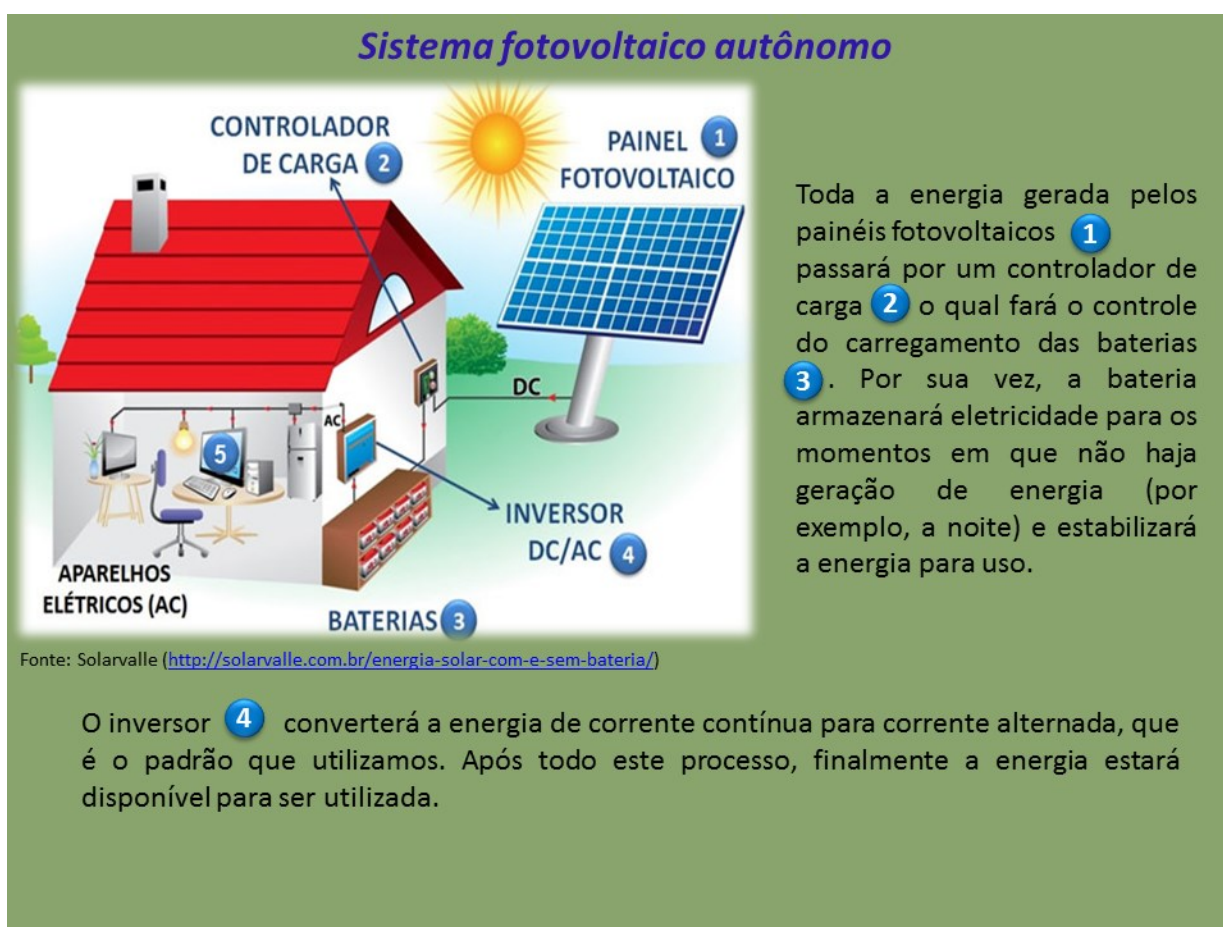 Sistema fotovoltaico autônomo
CONTROLADOR
DE CARGA 2
PAINEL 1
FOTOVOLTAICO
DC
AC
5
INVERSOR
DC/AC 4
APARELHOS
ELÉTRICOS (AC)
BATERIAS 3
Toda a energia gerada pelos
painéis fotovoltaicos 1
passará por um controlador de
carga 2 o qual fará o controle
do carregamento das baterias
3 . Por sua vez, a bateria
armazenará eletricidade para os
momentos em que não haja
geração de energia (por
exemplo, a noite) e estabilizará
a energia para uso.
Fonte: Solarvalle (http://solarvalle.com.br/energia-solar-com-e-sem-bateria/)
O inversor 4 converterá a energia de corrente contínua para corrente alternada, que
é o padrão que utilizamos. Após todo este processo, finalmente a energia estará
disponível para ser utilizada.